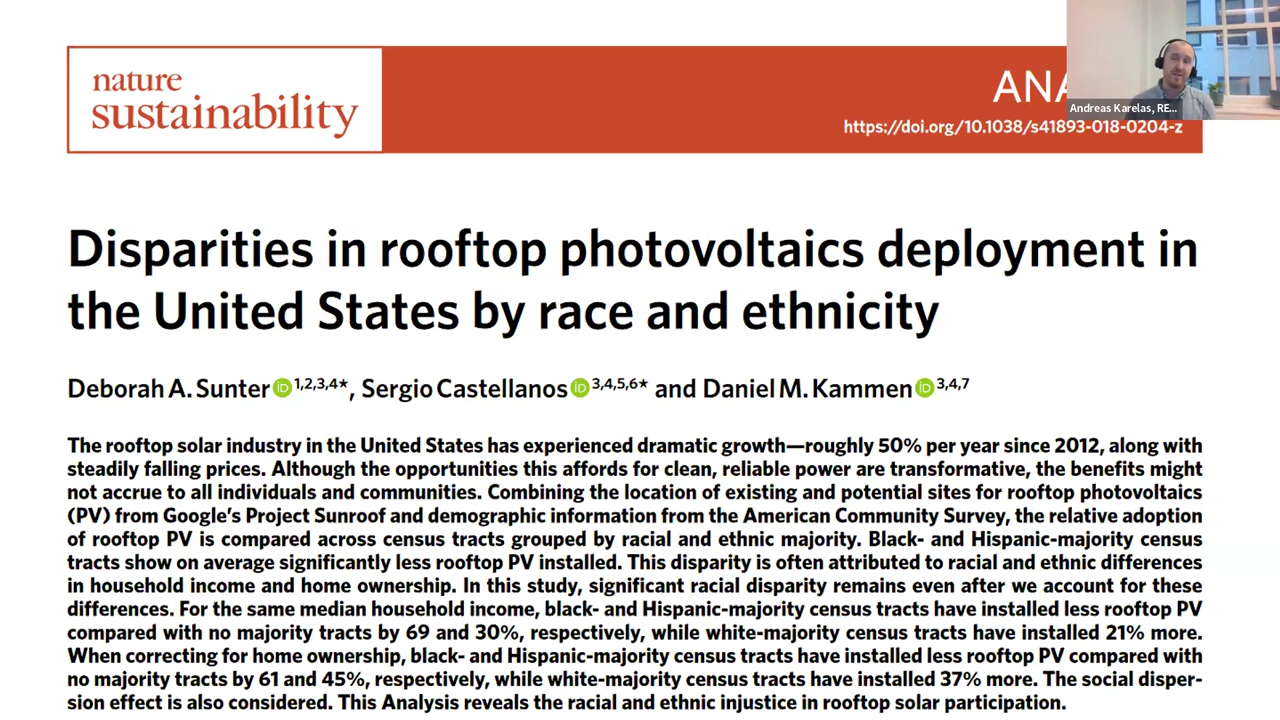 nature
sustainability
https://doi.org/10.1038/s41893-018-0204-z
Andreas Karelas, RE...
Disparities in rooftop photovoltaics deployment in
the United States by race and ethnicity
Deborah A. Sunter iD 1,2,3,4★, Sergio Castellanos iD 3,4,5,6★ and Daniel M. Kammen iD 3,4,7
The rooftop solar industry in the United States has experienced dramatic growth—roughly 50% per year since 2012, along with
steadily falling prices. Although the opportunities this affords for clean, reliable power are transformative, the benefits might
not accrue to all individuals and communities. Combining the location of existing and potential sites for rooftop photovoltaics
(PV) from Google's Project Sunroof and demographic information from the American Community Survey, the relative adoption
of rooftop PV is compared across census tracts grouped by racial and ethnic majority. Black- and Hispanic-majority census
tracts show on average significantly less rooftop PV installed. This disparity is often attributed to racial and ethnic differences
in household income and home ownership. In this study, significant racial disparity remains even after we account for these
differences. For the same median household income, black- and Hispanic-majority census tracts have installed less rooftop PV
compared with no majority tracts by 69 and 30%, respectively, while white-majority census tracts have installed 21% more.
When correcting for home ownership, black- and Hispanic-majority census tracts have installed less rooftop PV compared with
no majority tracts by 61 and 45%, respectively, while white-majority census tracts have installed 37% more. The social disper-
sion effect is also considered. This Analysis reveals the racial and ethnic injustice in rooftop solar participation.